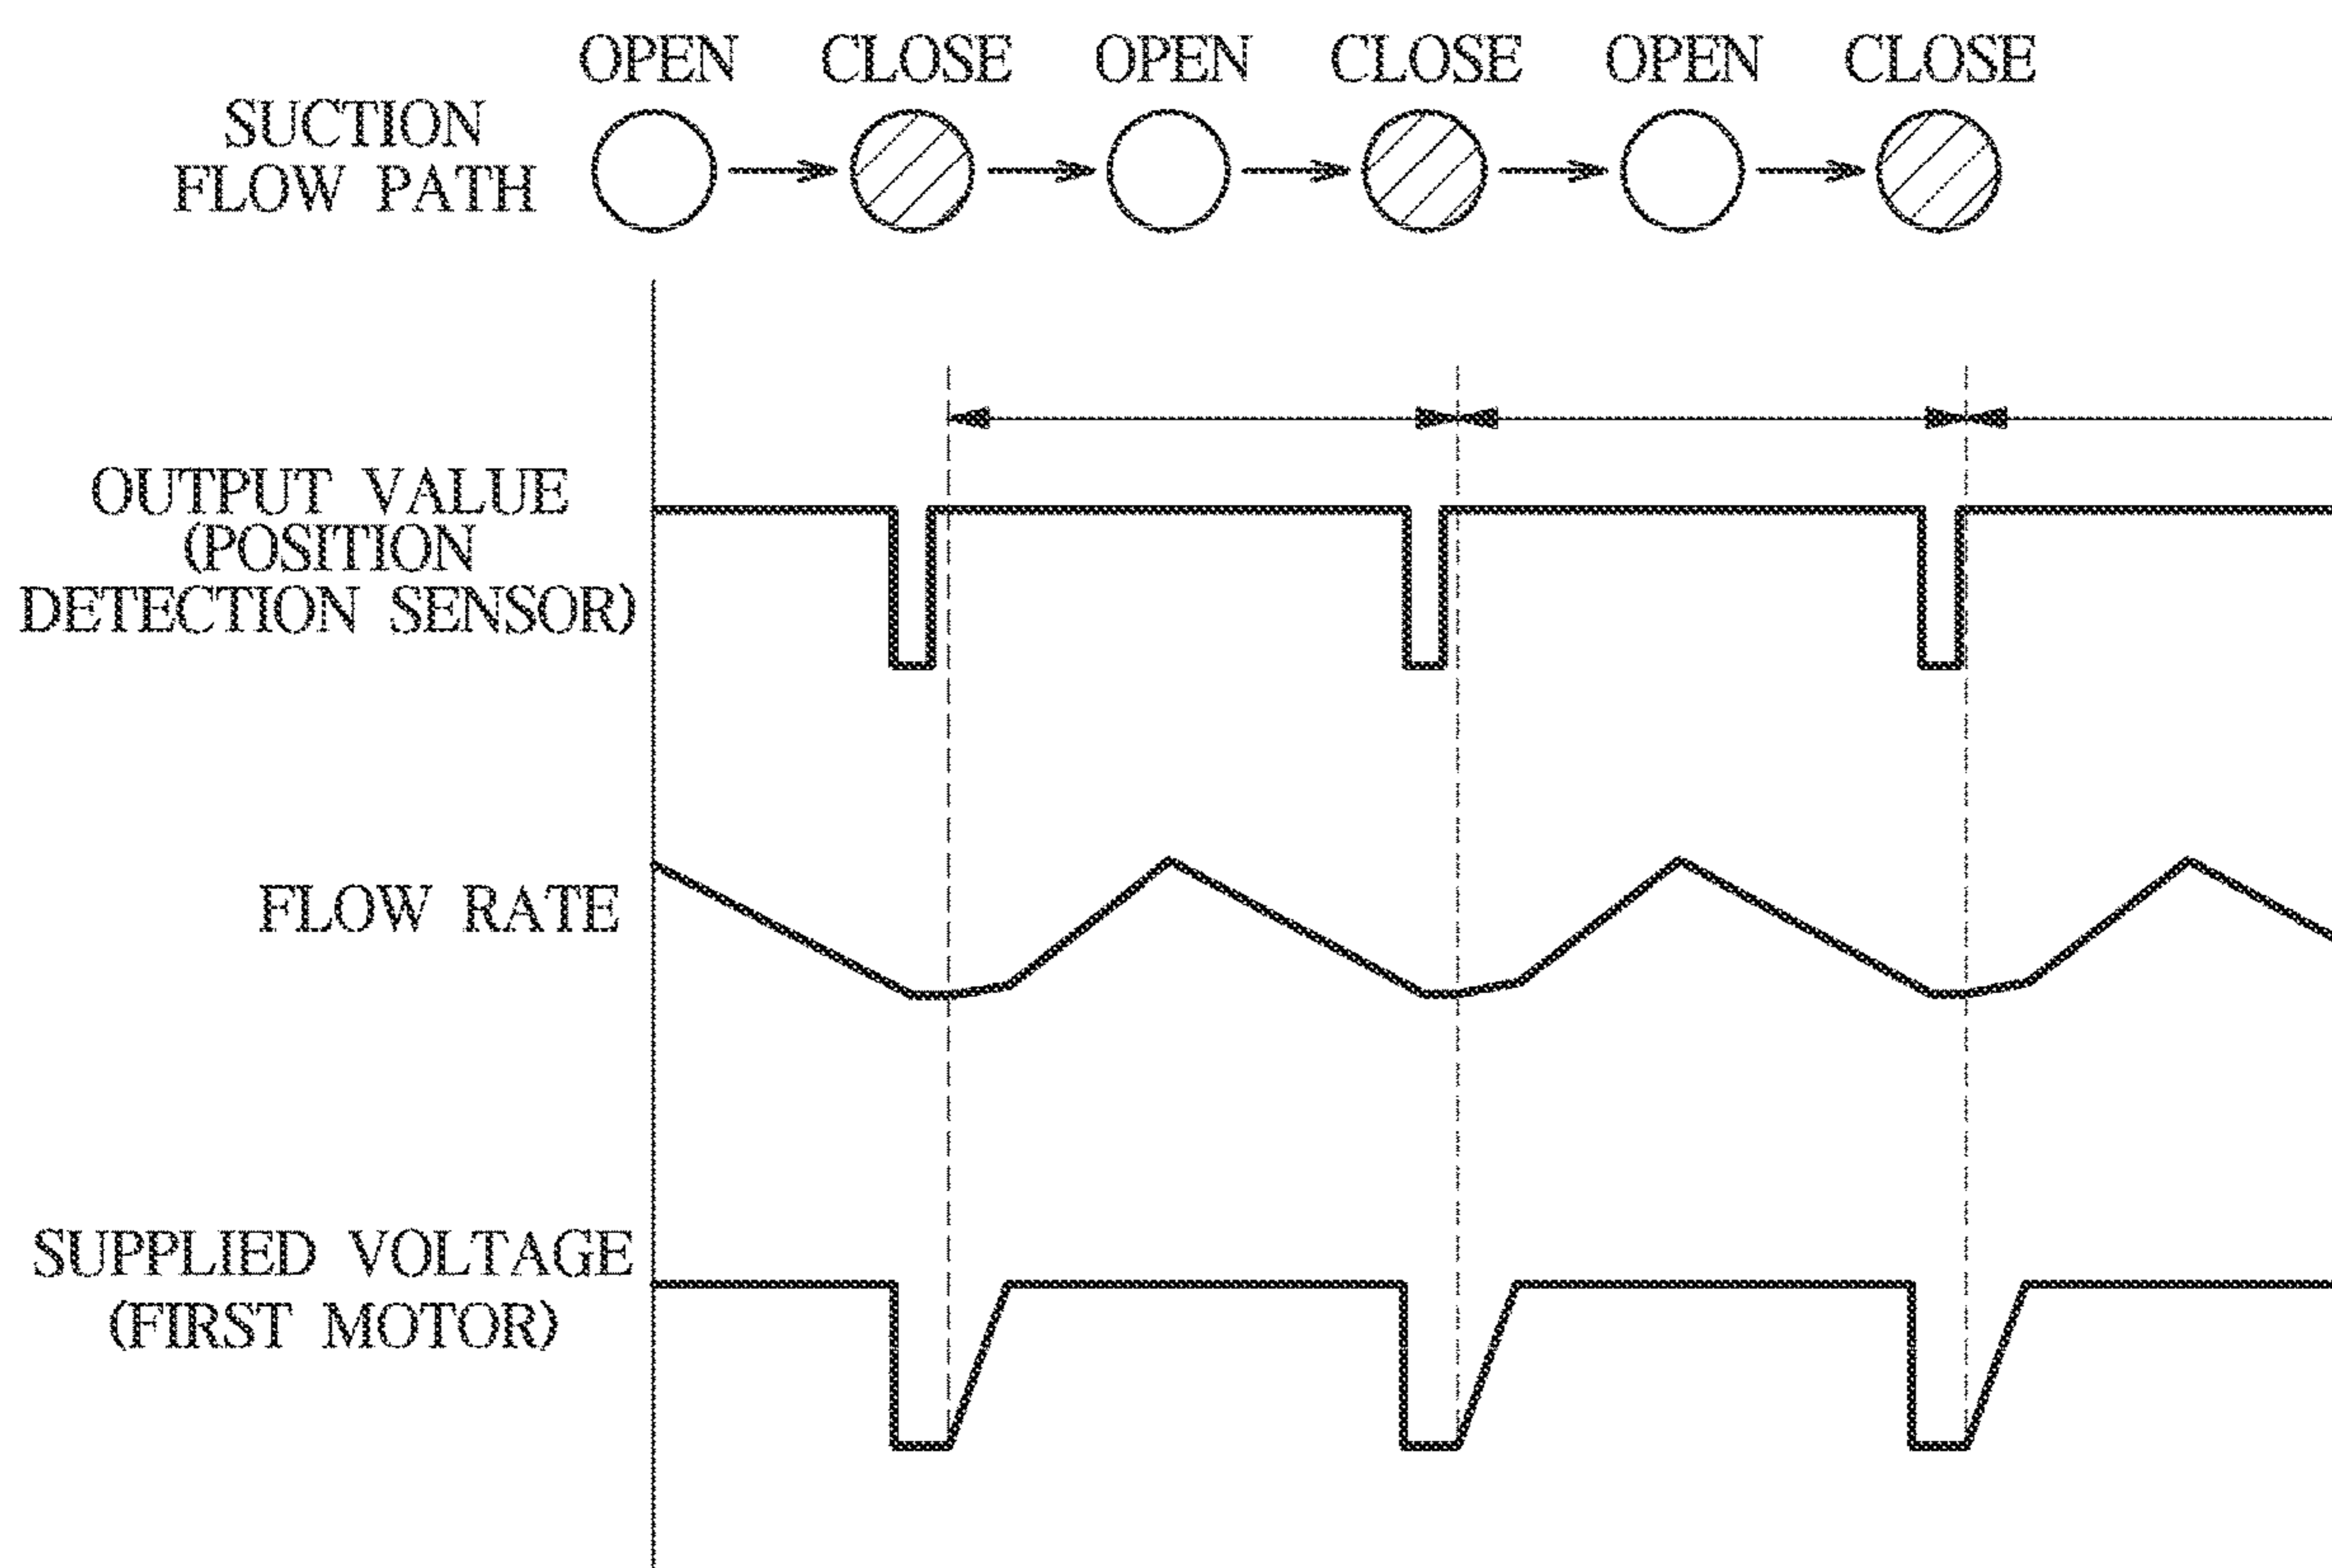 OPEN CLOSE OPEN CLOSE OPEN CLOSE
SUCTION
FLOW PATH
OUTPUT VALUE
(POSITION
DETECTION SENSOR)
FLOW RATE
SUPPLIED VOLTAGE
(FIRST MOTOR)